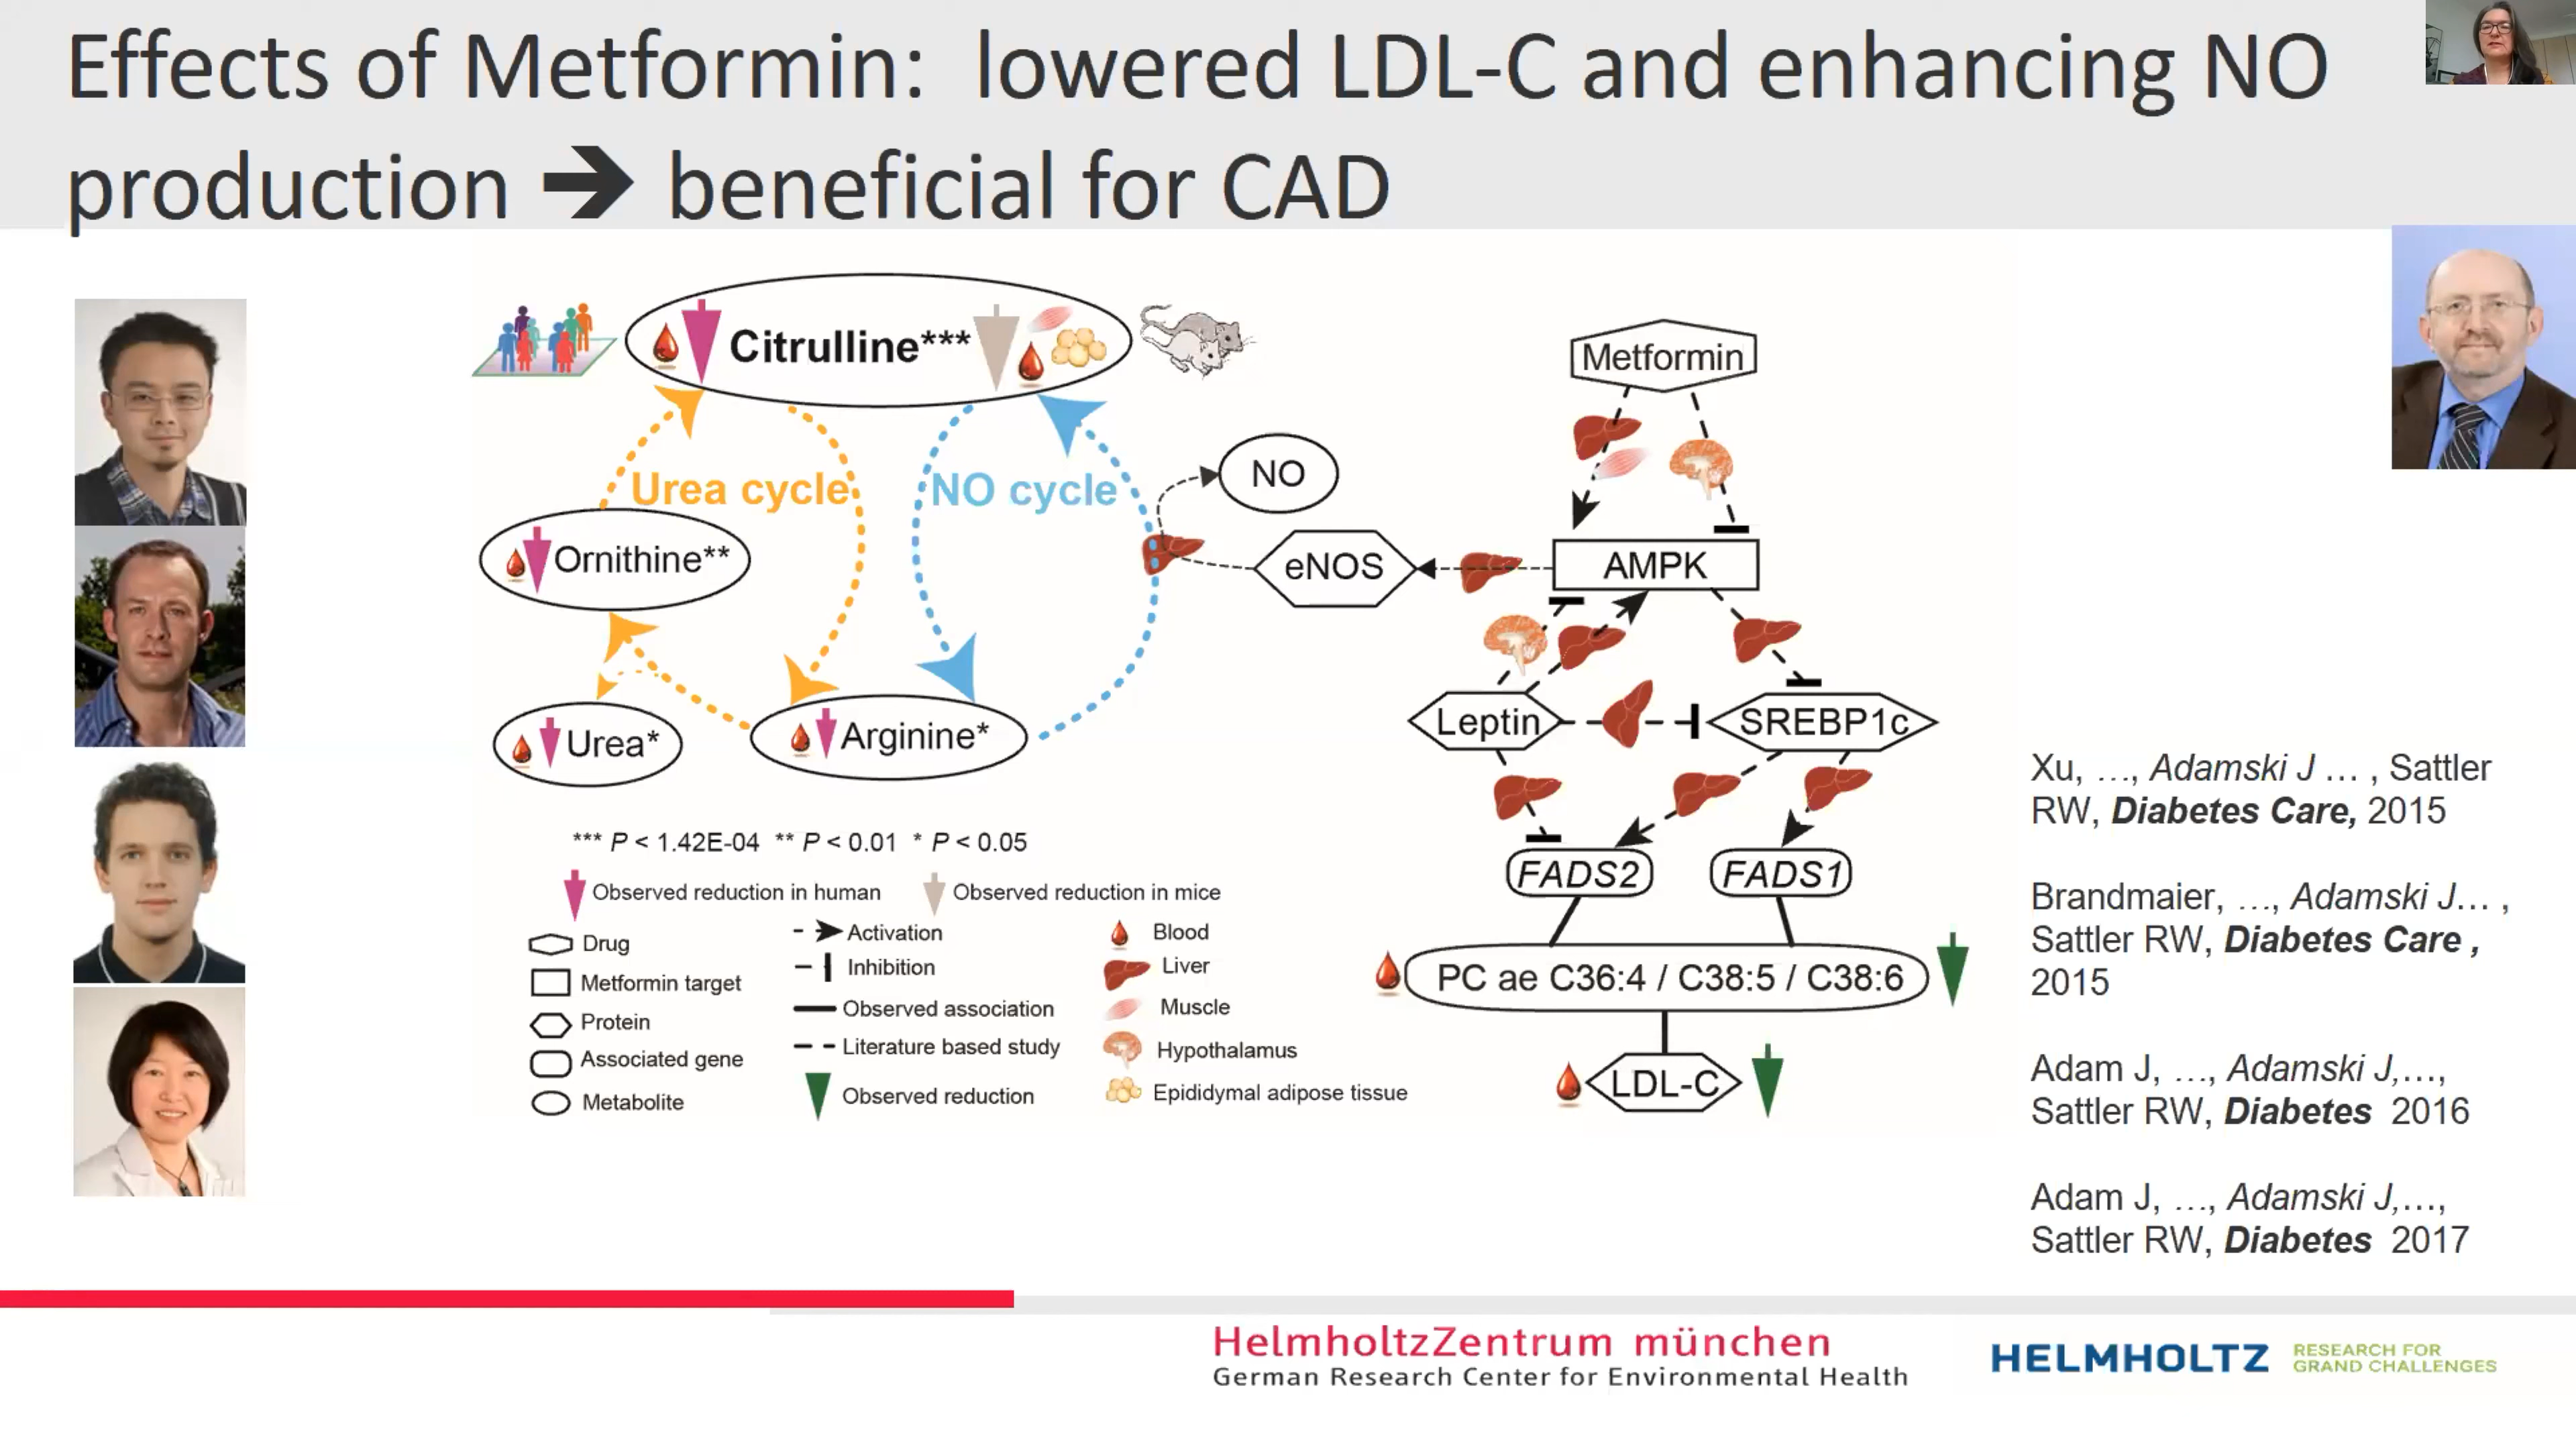 Effects of Metformin: lowered LDL-C and enhancing NO
production ➔ beneficial for CAD
Citrulline***
Urea cycle
NO cycle
Ornithine**
Urea*
Arginine*
NO
eNOS
Metformin
AMPK
Leptin
SREBP1c
FADS2
FADS1
PC ae C36:4 / C38:5 / C38:6
LDL-C
*** P < 1.42E-04 ** P < 0.01 * P < 0.05
Observed reduction in human
Observed reduction in mice
Drug
Metformin target
Protein
Associated gene
Metabolite
Activation
Inhibition
Observed association
Literature based study
Observed reduction
Blood
Liver
Muscle
Hypothalamus
Epididymal adipose tissue
Xu, …, Adamski J … , Sattler
RW, Diabetes Care, 2015
Brandmaier, …, Adamski J… ,
Sattler RW, Diabetes Care ,
2015
Adam J, …, Adamski J,…,
Sattler RW, Diabetes 2016
Adam J, …, Adamski J,…,
Sattler RW, Diabetes 2017
HelmholtzZentrum münchen
German Research Center for Environmental Health
HELMHOLTZ
RESEARCH FOR
GRAND CHALLENGES